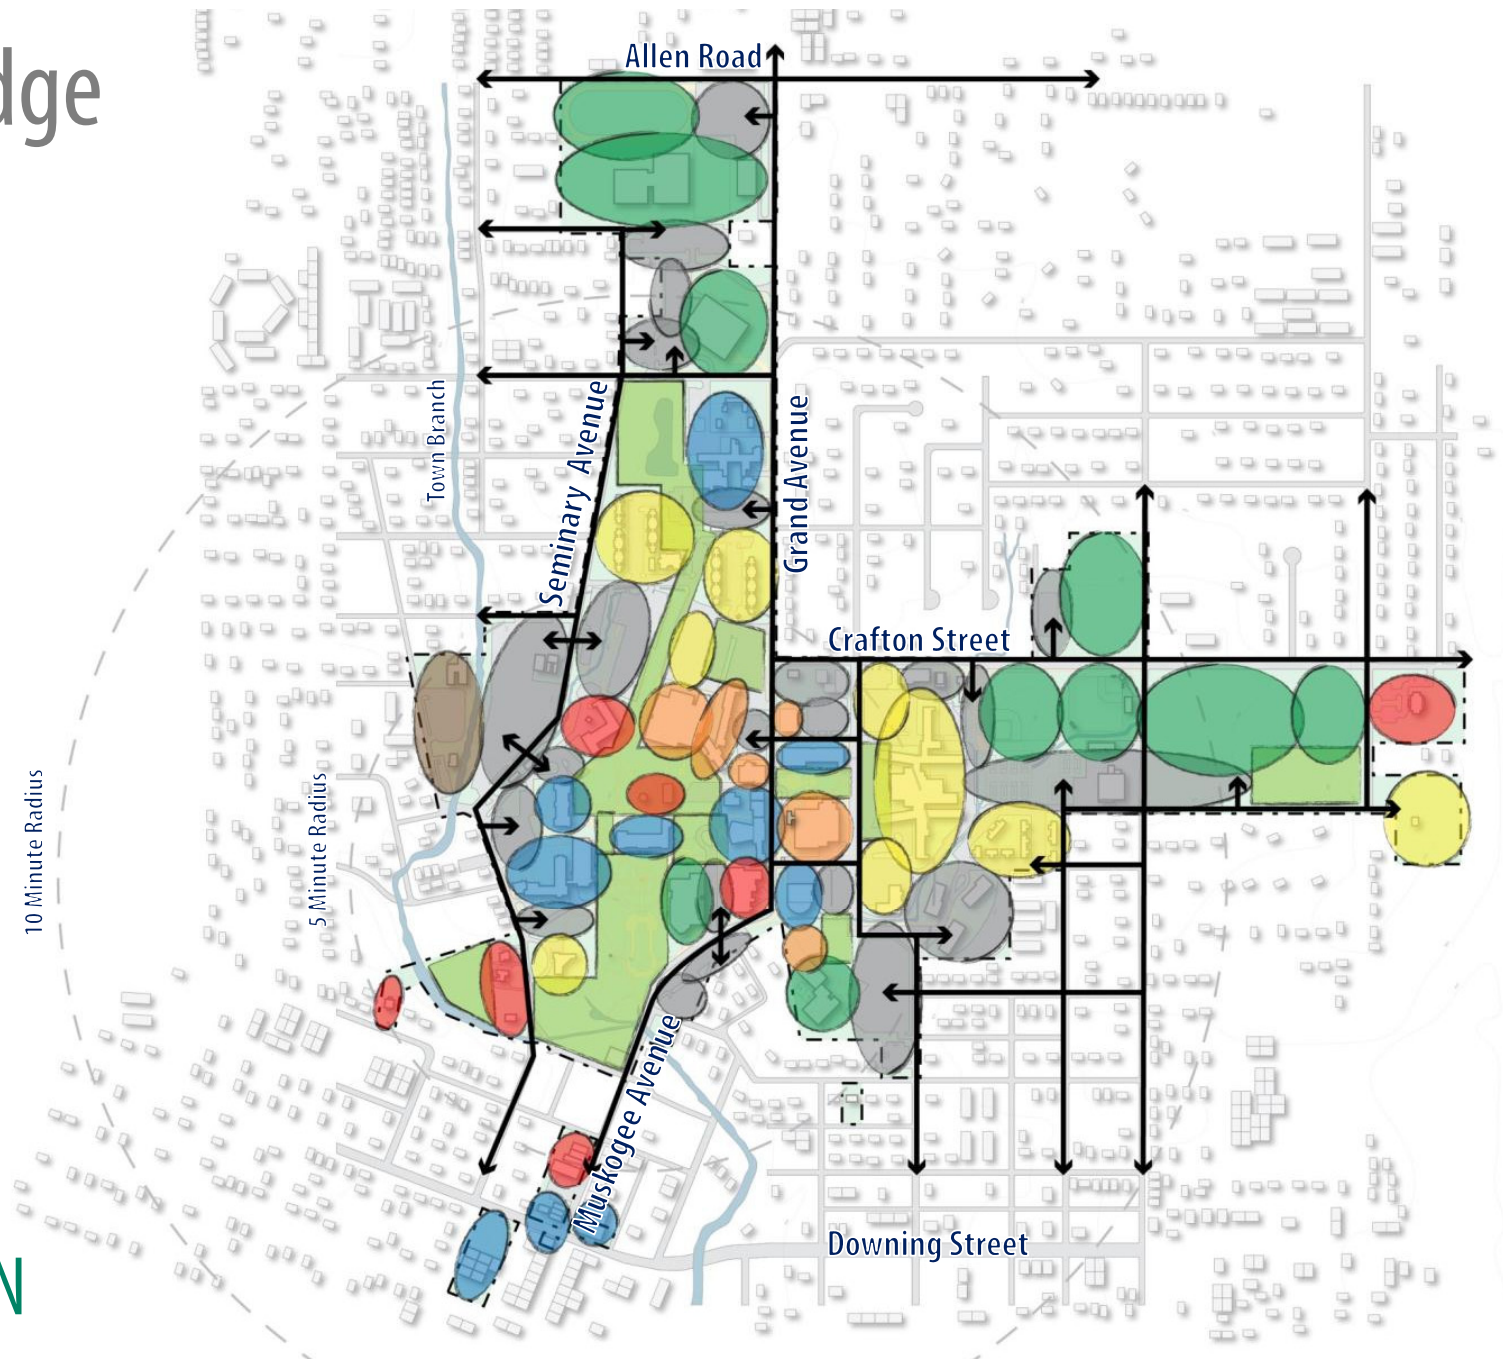 dge
Allen Road
Town Branch
Seminary Avenue
Grand Avenue
Crafton Street
10 Minute Radius
5 Minute Radius
Muskogee Avenue
Downing Street
N